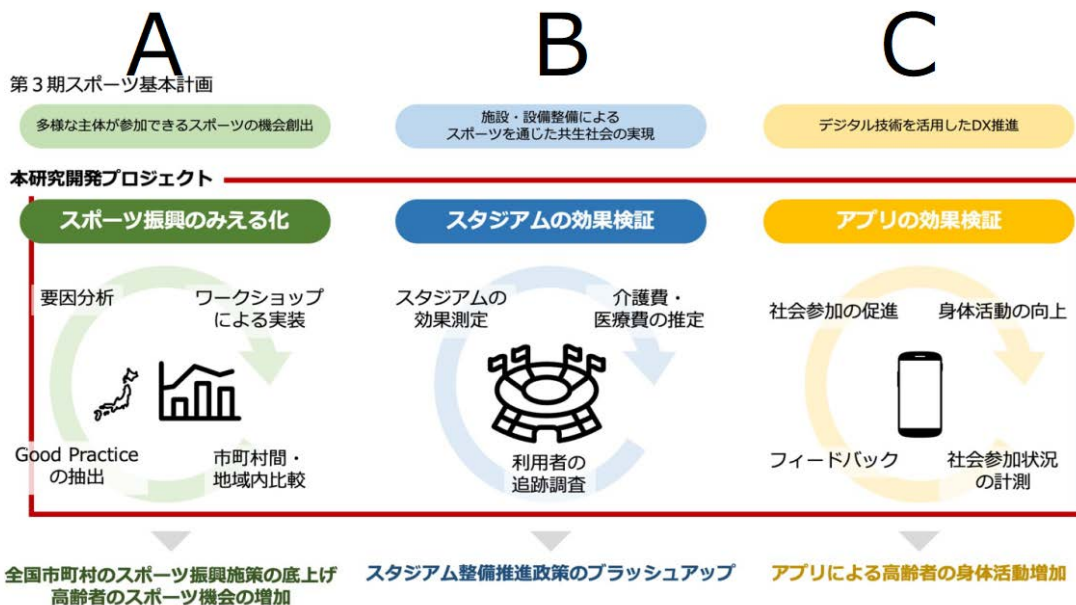 A
B
C
第3期スポーツ基本計画
多様な主体が参加できるスポーツの機会創出
施設・設備整備による
スポーツを通じた共生社会の実現
デジタル技術を活用したDX推進
本研究開発プロジェクト
スポーツ振興のみえる化
要因分析
ワークショップ
による実装
Good Practice
の抽出
市町村間・
地域内比較
スタジアムの効果検証
スタジアムの
効果測定
介護費・
医療費の推定
利用者の
追跡調査
アプリの効果検証
社会参加の促進
身体活動の向上
フィードバック
社会参加状況
の計測
全国市町村のスポーツ振興施策の底上げ
高齢者のスポーツ機会の増加
スタジアム整備推進政策のブラッシュアップ
アプリによる高齢者の身体活動増加